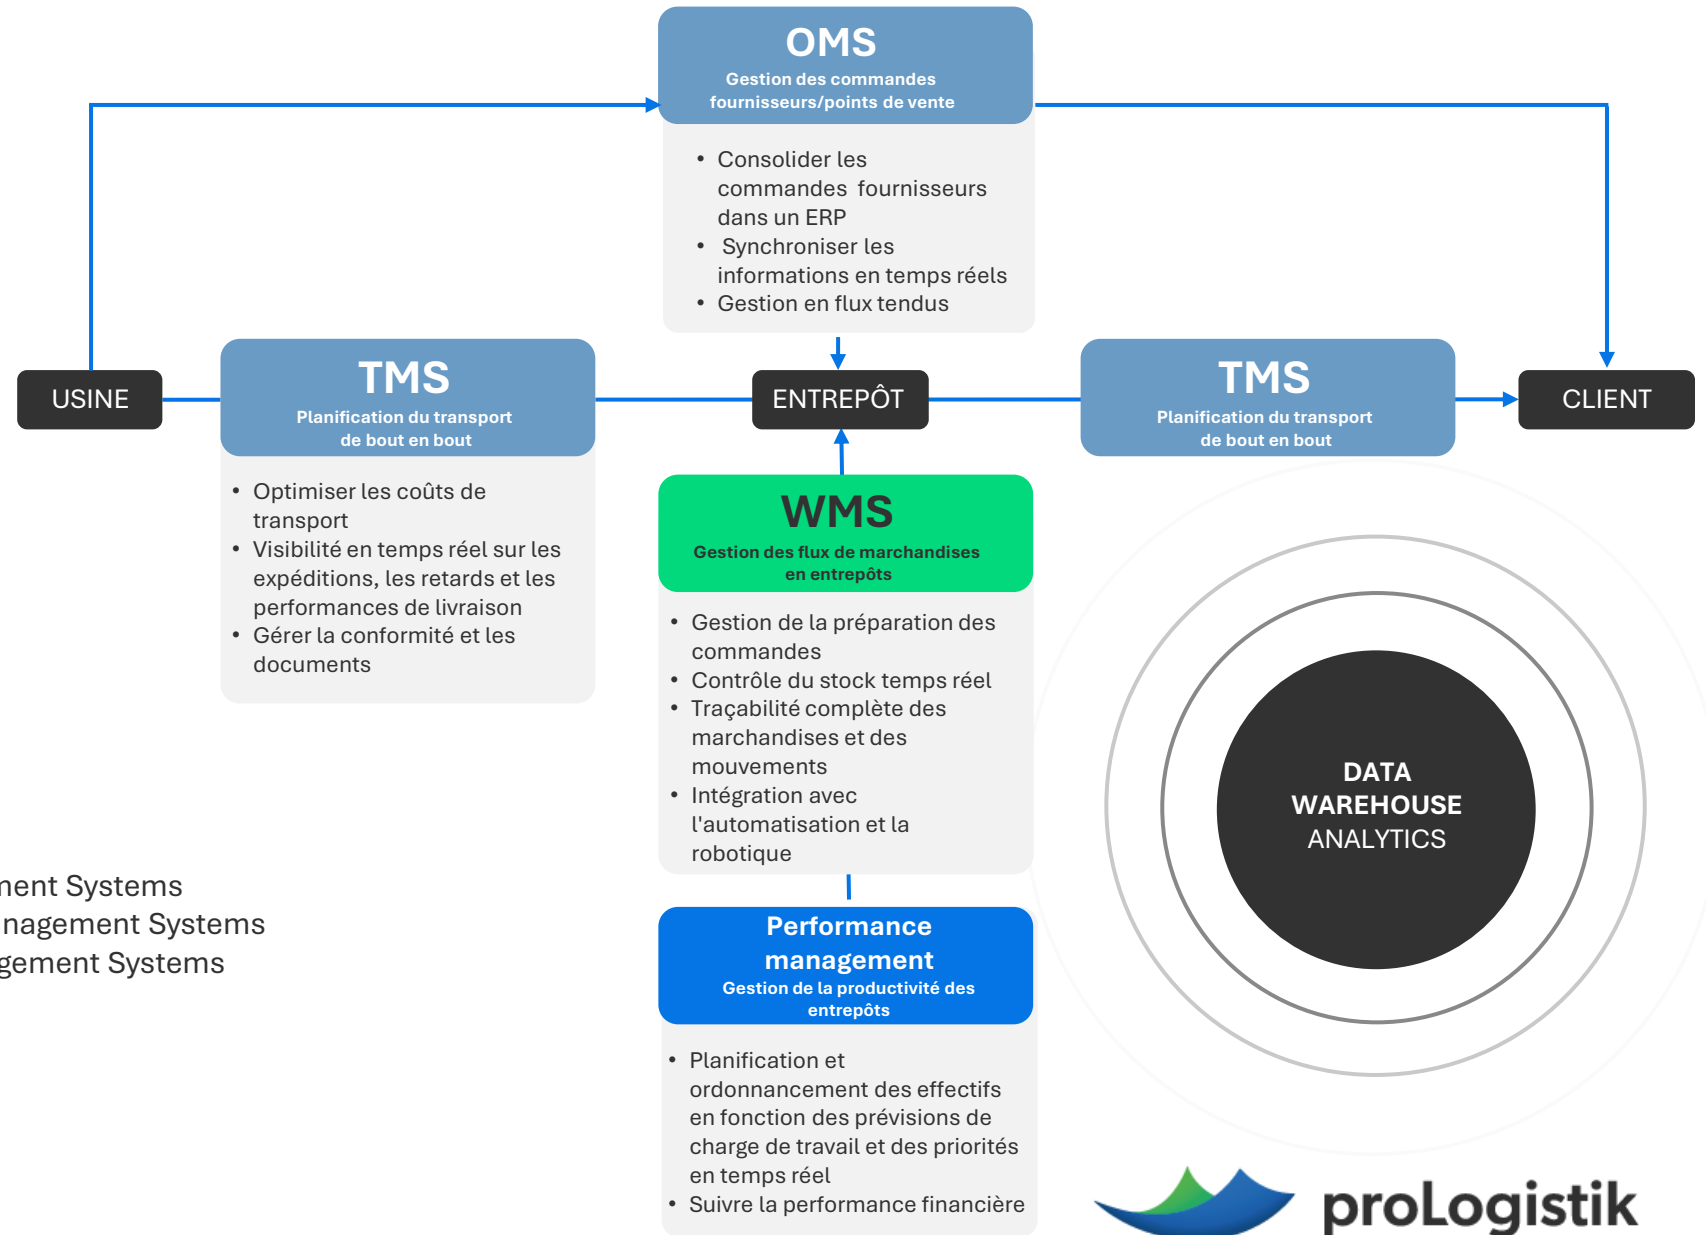 OMS
Gestion des commandes
fournisseurs/points de vente
• Consolider les
commandes fournisseurs
dans un ERP
• Synchroniser les
informations en temps réels
• Gestion en flux tendus
USINE
TMS
Planification du transport
de bout en bout
ENTREPÔT
TMS
Planification du transport
de bout en bout
CLIENT
• Optimiser les coûts de
transport
• Visibilité en temps réel sur les
expéditions, les retards et les
performances de livraison
• Gérer la conformité et les
documents
WMS
Gestion des flux de marchandises
en entrepôts
• Gestion de la préparation des
commandes
• Contrôle du stock temps réel
• Traçabilité complète des
marchandises et des
mouvements
• Intégration avec
l'automatisation et la
robotique
DATA
WAREHOUSE
ANALYTICS
Systems
Management Systems
Systems
Performance
management
Gestion de la productivité des
entrepôts
• Planification et
ordonnancement des effectifs
en fonction des prévisions de
charge de travail et des priorités
en temps réel
• Suivre la performance financière
proLogistik